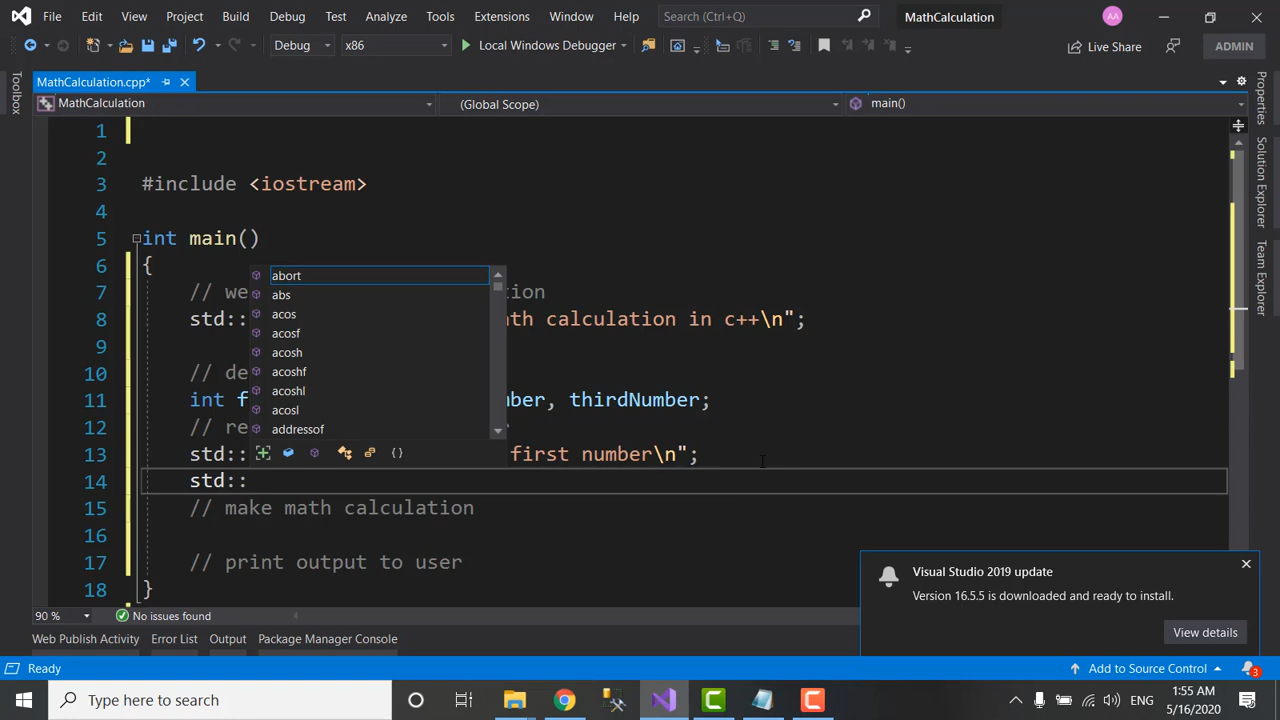 File Edit View Project Build Debug Test Analyze Tools Extensions Window Help Search (Ctrl+Q) MathCalculation AA
Debug x86 Local Windows Debugger Live Share ADMIN
MathCalculation.cpp*
MathCalculation (Global Scope) main()
Toolbox
Properties
Solution Explorer
Team Explorer
1
2
3 #include <iostream>
4
5 int main()
6 {
7 // we tion
8 std:: ath calculation in c++\n";
9
10 // de
11 int f mber, thirdNumber;
12 // re
13 std:: first number\n";
14 std::
15 // make math calculation
16
17 // print output to user
18 }
abort
abs
acos
acosf
acosh
acoshf
acoshl
acosl
addressof
Visual Studio 2019 update
Version 16.5.5 is downloaded and ready to install.
View details
90 % No issues found
Web Publish Activity Error List Output Package Manager Console
Ready Add to Source Control 3
Type here to search ENG 1:55 AM
5/16/2020